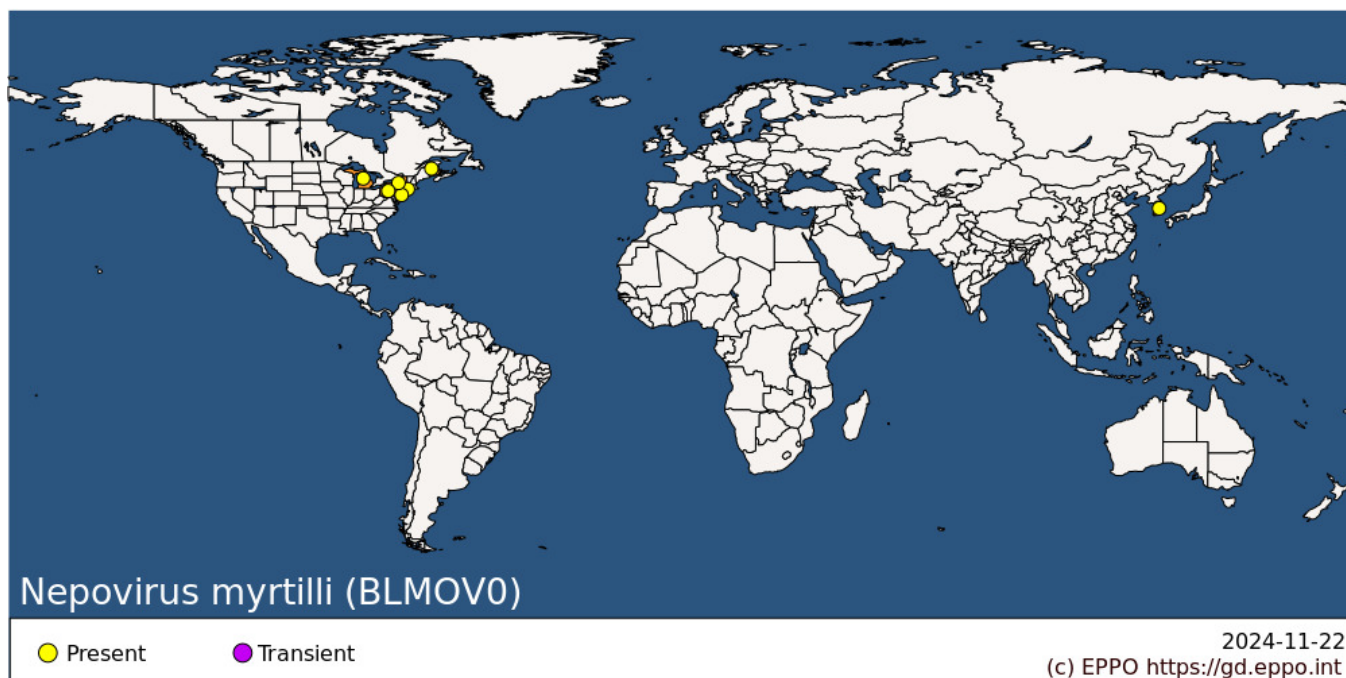 Nepovirus myrtilli (BLMOV0)
Present
Transient
2024-11-22
(c) EPPO https://gd.eppo.int